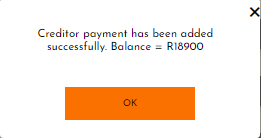 Creditor payment has been added
successfully. Balance = R18900
OK